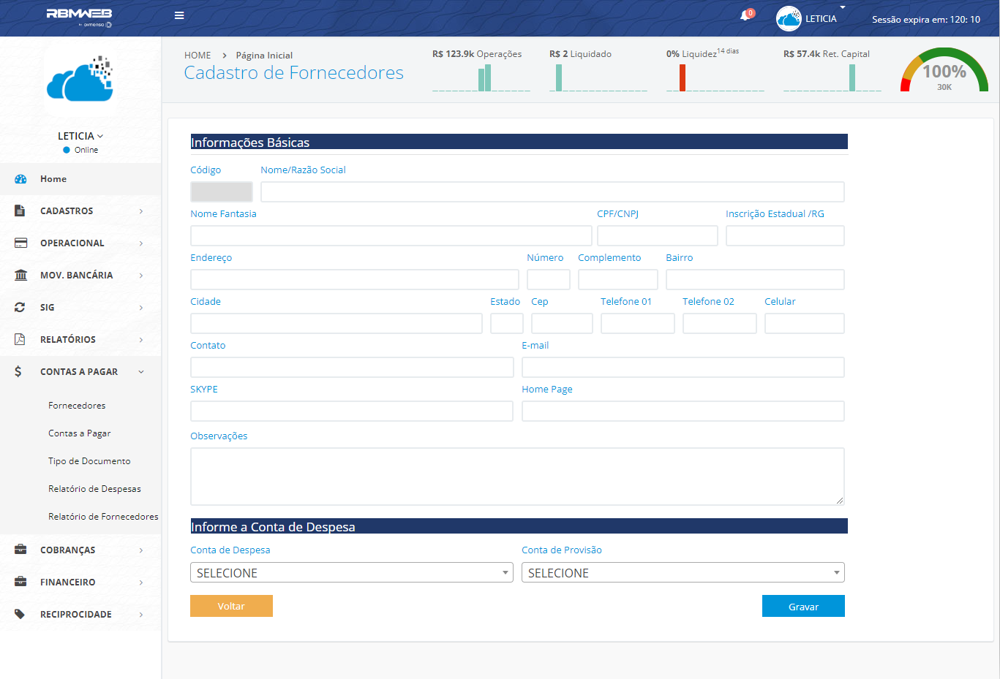 RBMWEB
by dimensa
0
LETICIA
Sessão expira em: 120: 10
LETICIA
Online
Home
CADASTROS
OPERACIONAL
MOV. BANCÁRIA
SIG
RELATÓRIOS
CONTAS A PAGAR
Fornecedores
Contas a Pagar
Tipo de Documento
Relatório de Despesas
Relatório de Fornecedores
COBRANÇAS
FINANCEIRO
RECIPROCIDADE
HOME > Página Inicial
Cadastro de Fornecedores
R$ 123.9k Operações
R$ 2 Liquidado
0% Liquidez 14 dias
R$ 57.4k Ret. Capital
100%
30K
Informações Básicas
Código Nome/Razão Social
Nome Fantasia CPF/CNPJ Inscrição Estadual /RG
Endereço Número Complemento Bairro
Cidade Estado Cep Telefone 01 Telefone 02 Celular
Contato E-mail
SKYPE Home Page
Observações
Informe a Conta de Despesa
Conta de Despesa Conta de Provisão
SELECIONE SELECIONE
Voltar Gravar